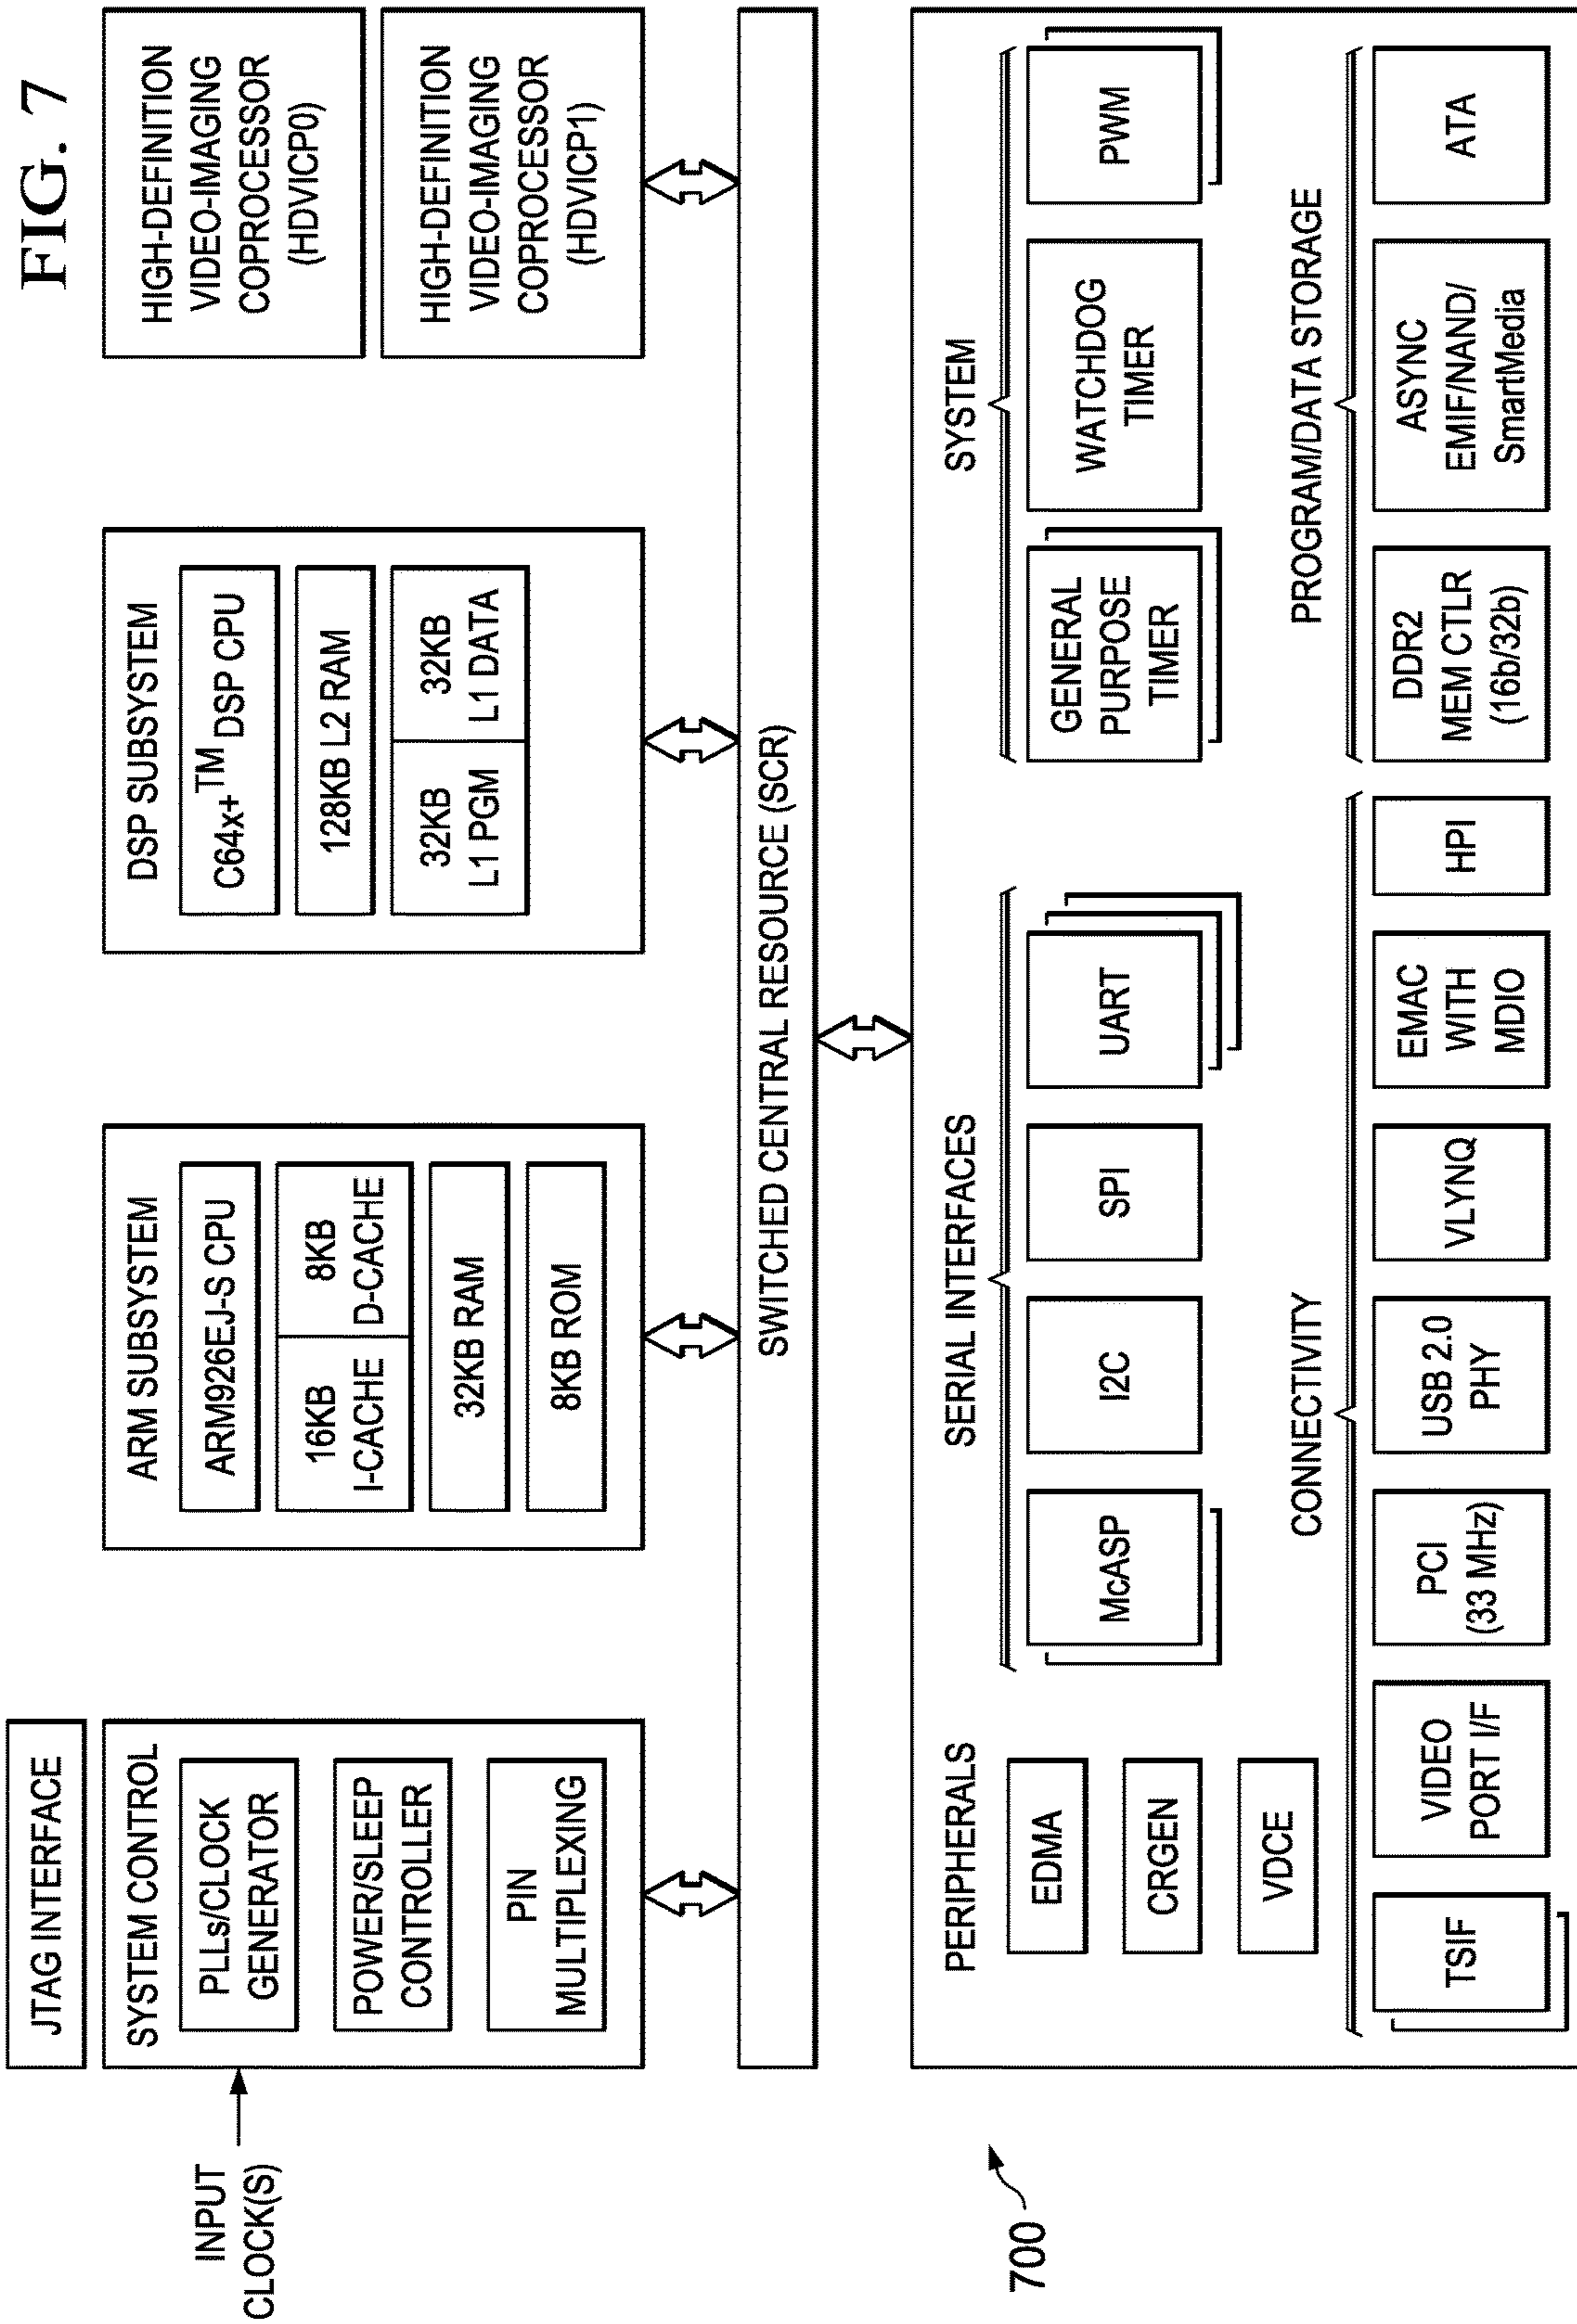 FIG. 7
JTAG INTERFACE
INPUT
CLOCK(S)
SYSTEM CONTROL
PLLs/CLOCK
GENERATOR
POWER/SLEEP
CONTROLLER
PIN
MULTIPLEXING
ARM SUBSYSTEM
ARM926EJ-S CPU
16KB
I-CACHE
8KB
D-CACHE
32KB RAM
8KB ROM
DSP SUBSYSTEM
C64x+TM DSP CPU
128KB L2 RAM
32KB
L1 PGM
32KB
L1 DATA
HIGH-DEFINITION
VIDEO-IMAGING
COPROCESSOR
(HDVICP0)
HIGH-DEFINITION
VIDEO-IMAGING
COPROCESSOR
(HDVICP1)
SWITCHED CENTRAL RESOURCE (SCR)
700
PERIPHERALS
EDMA
CRGEN
VDCE
SERIAL INTERFACES
McASP
I2C
SPI
UART
SYSTEM
GENERAL
PURPOSE
TIMER
WATCHDOG
TIMER
PWM
CONNECTIVITY
TSIF
VIDEO
PORT I/F
PCI
(33 MHz)
USB 2.0
PHY
VLYNQ
EMAC
WITH
MDIO
HPI
PROGRAM/DATA STORAGE
DDR2
MEM CTLR
(16b/32b)
ASYNC
EMIF/NAND/
SmartMedia
ATA